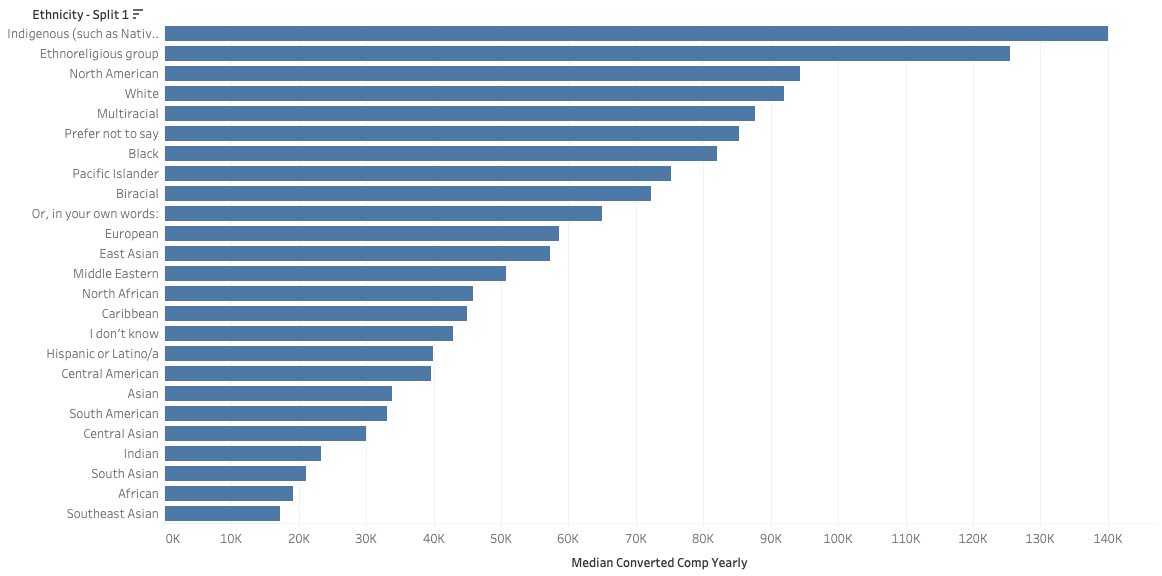 Ethnicity - Split 1
Indigenous (such as Nativ..
Ethnoreligious group
North American
White
Multiracial
Prefer not to say
Black
Pacific Islander
Biracial
Or, in your own words:
European
East Asian
Middle Eastern
North African
Caribbean
I don’t know
Hispanic or Latino/a
Central American
Asian
South American
Central Asian
Indian
South Asian
African
Southeast Asian
0K 10K 20K 30K 40K 50K 60K 70K 80K 90K 100K 110K 120K 130K 140K
Median Converted Comp Yearly